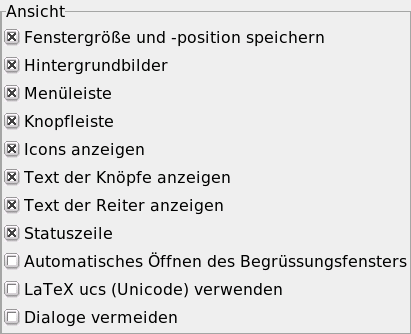 Ansicht
Fenstergröße und -position speichern
Hintergrundbilder
Menüleiste
Knopfleiste
Icons anzeigen
Text der Knöpfe anzeigen
Text der Reiter anzeigen
Statuszeile
Automatisches Öffnen des Begrüssungsfensters
LaTeX ucs (Unicode) verwenden
Dialoge vermeiden